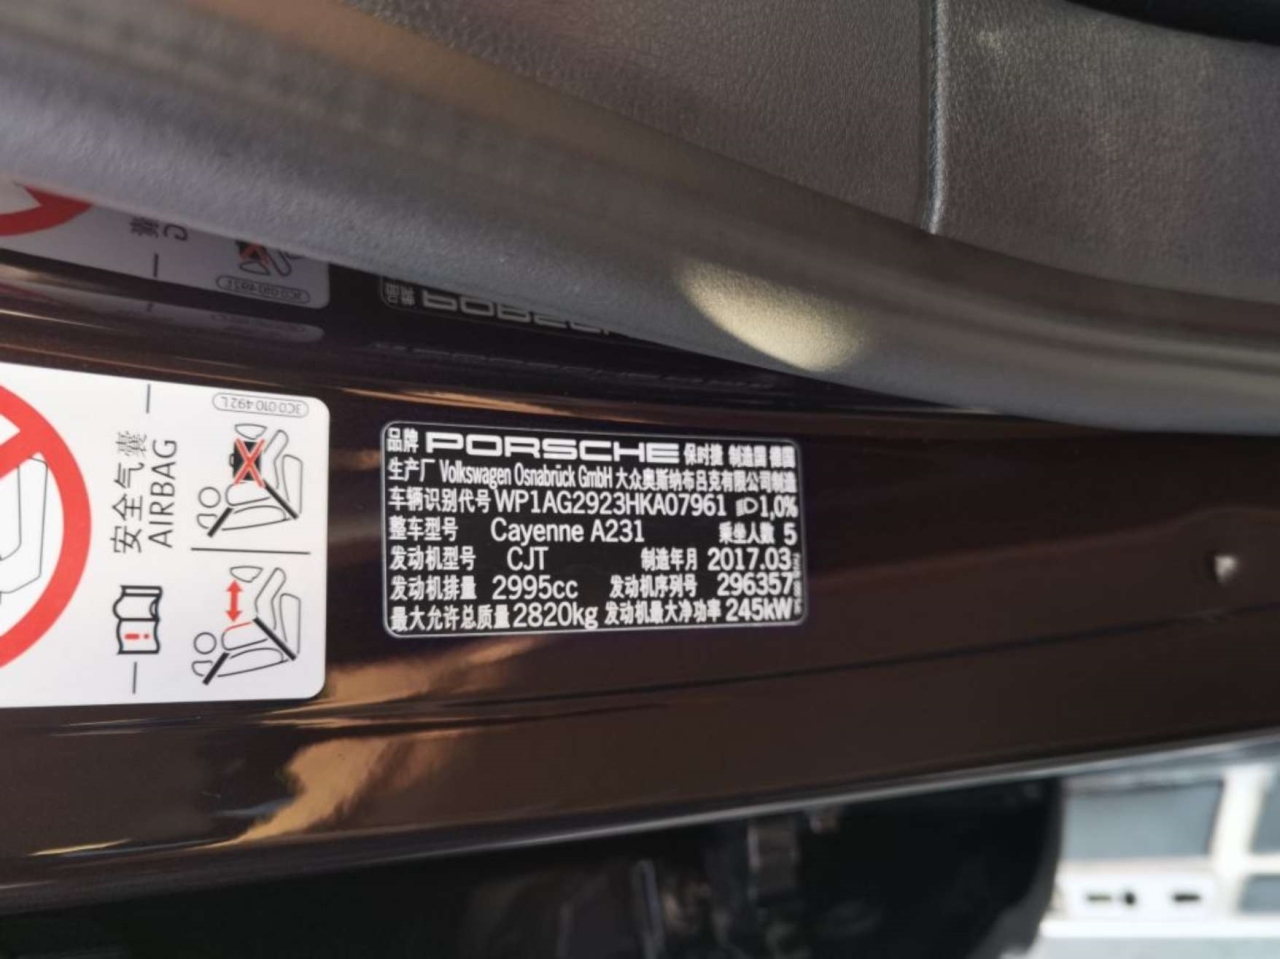 3C0 010 492 L
安全气囊
AIRBAG
品牌 PORSCHE 保时捷 制造国 德国
生产厂 Volkswagen Osnabrück GmbH 大众奥斯纳布吕克有限公司制造
车辆识别代号 WP1AG2923HKA07961 1,0%
整车型号 Cayenne A231 乘坐人数 5
发动机型号 CJT 制造年月 2017.03
发动机排量 2995cc 发动机序列号 296357
最大允许总质量 2820kg 发动机最大净功率 245kW